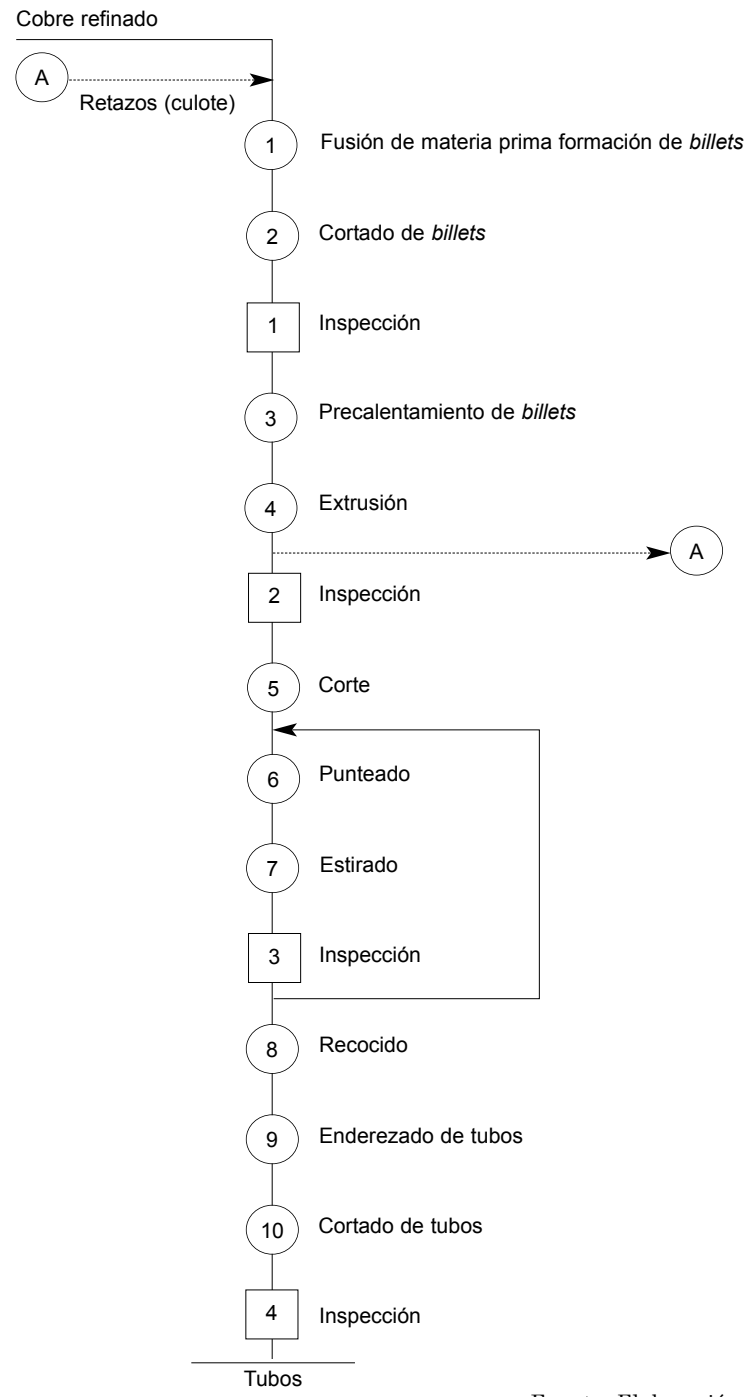 Cobre refinado
A
Retazos (culote)
1 Fusión de materia prima formación de billets
2 Cortado de billets
1 Inspección
3 Precalentamiento de billets
4 Extrusión
A
2 Inspección
5 Corte
6 Punteado
7 Estirado
3 Inspección
8 Recocido
9 Enderezado de tubos
10 Cortado de tubos
4 Inspección
Tubos